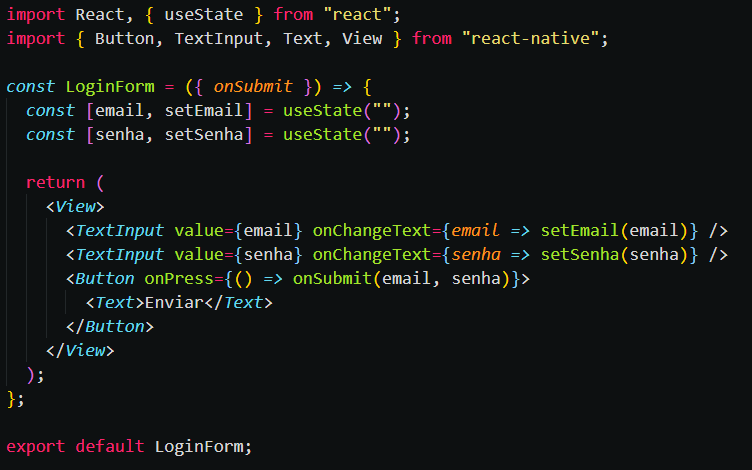 import React, { useState } from "react";
import { Button, TextInput, Text, View } from "react-native";

const LoginForm = ({ onSubmit }) => {
  const [email, setEmail] = useState("");
  const [senha, setSenha] = useState("");

  return (
    <View>
      <TextInput value={email} onChangeText={email => setEmail(email)} />
      <TextInput value={senha} onChangeText={senha => setSenha(senha)} />
      <Button onPress={() => onSubmit(email, senha)}>
        <Text>Enviar</Text>
      </Button>
    </View>
  );
};

export default LoginForm;